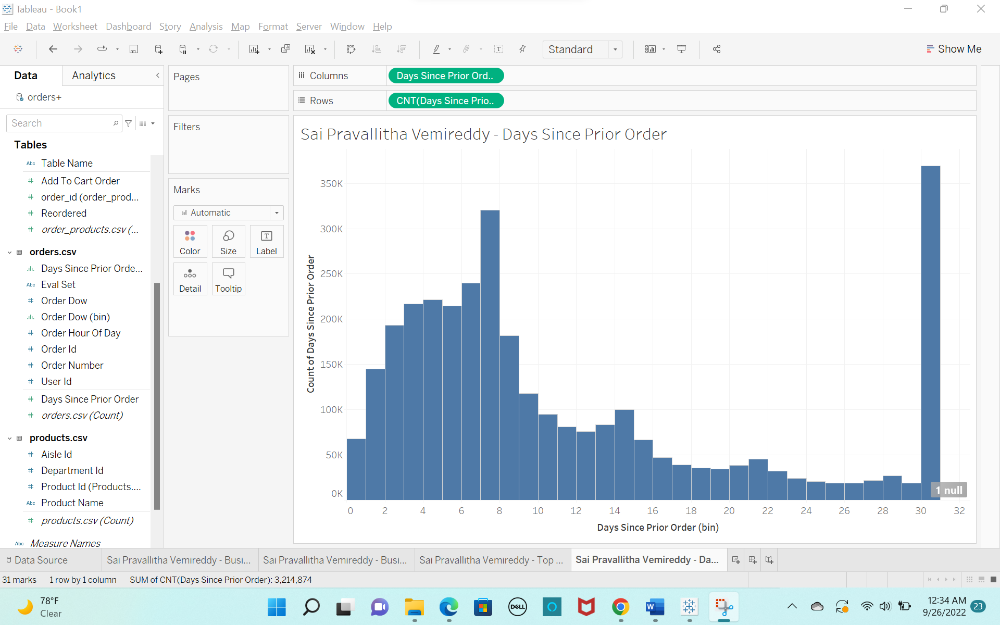 Tableau - Book1
File Data Worksheet Dashboard Story Analysis Map Format Server Window Help
Standard
Show Me
Data
Analytics
orders+
Search
Tables
Abc Table Name
# Add To Cart Order
# order_id (order_prod...
# Reordered
# order_products.csv (...
orders.csv
Days Since Prior Orde...
Abc Eval Set
# Order Dow
Order Dow (bin)
# Order Hour Of Day
# Order Id
# Order Number
# User Id
# Days Since Prior Order
# orders.csv (Count)
products.csv
# Aisle Id
# Department Id
# Product Id (Products....
Abc Product Name
# products.csv (Count)
Abc Measure Names
Pages
Filters
Marks
Automatic
Color
Size
T
Label
Detail
Tooltip
Columns
Days Since Prior Ord..
Rows
CNT(Days Since Prio..
Sai Pravallitha Vemireddy - Days Since Prior Order
Count of Days Since Prior Order
350K
300K
250K
200K
150K
100K
50K
0K
1 null
0 2 4 6 8 10 12 14 16 18 20 22 24 26 28 30 32
Days Since Prior Order (bin)
Data Source
Sai Pravallitha Vemireddy - Busi...
Sai Pravallitha Vemireddy - Busi...
Sai Pravallitha Vemireddy - Top ...
Sai Pravallitha Vemireddy - Da...
31 marks 1 row by 1 column SUM of CNT(Days Since Prior Order): 3,214,874
78°F
Clear
DELL
W
12:34 AM
9/26/2022
23